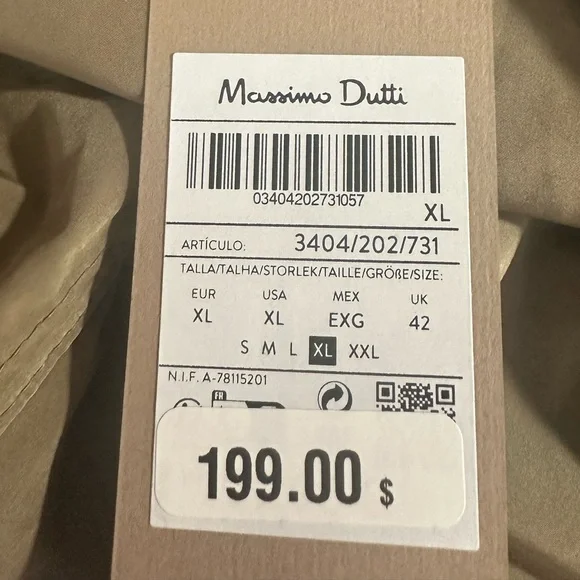 Massimo Dutti
03404202731057
XL
ARTÍCULO: 3404/202/731
TALLA/TALHA/STORLEK/TAILLE/GRÖßE/SIZE:
EUR USA MEX UK
XL XL EXG 42
S M L XL XXL
N.I.F. A-78115201
FR
199.00 $